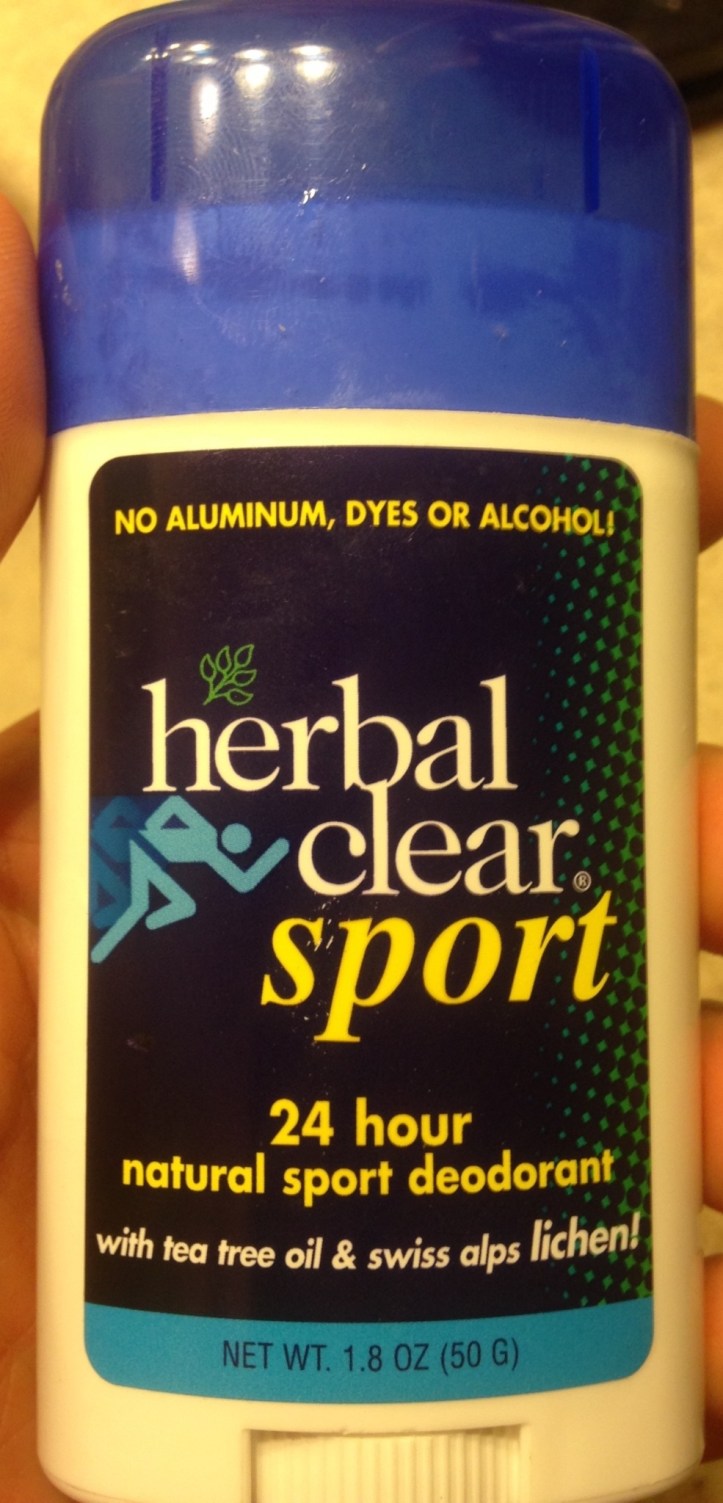 NO ALUMINUM, DYES OR ALCOHOL!
herbal
clear®
sport
24 hour
natural sport deodorant
with tea tree oil & swiss alps lichen!
NET WT. 1.8 OZ (50 G)